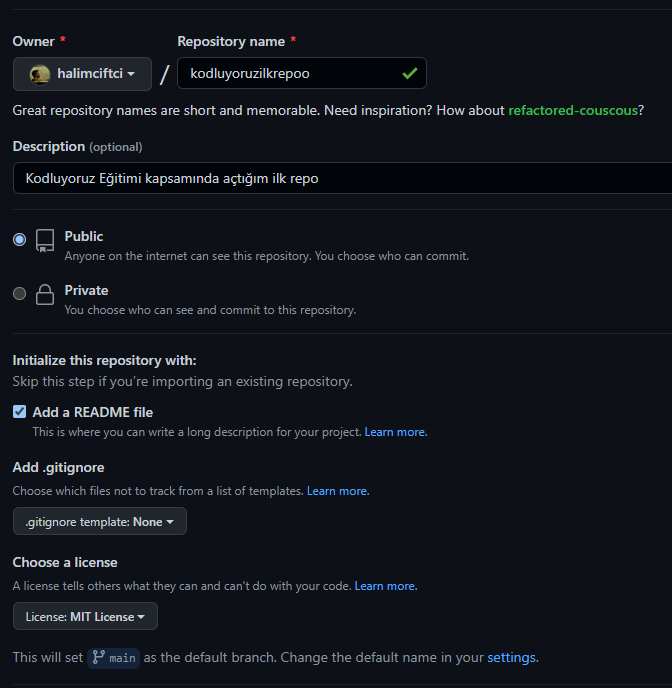 Owner * Repository name *
halimciftci / kodluyoruzilkrepoo
Great repository names are short and memorable. Need inspiration? How about refactored-couscous?
Description (optional)
Kodluyoruz Eğitimi kapsamında açtığım ilk repo
Public
Anyone on the internet can see this repository. You choose who can commit.
Private
You choose who can see and commit to this repository.
Initialize this repository with:
Skip this step if you're importing an existing repository.
Add a README file
This is where you can write a long description for your project. Learn more.
Add .gitignore
Choose which files not to track from a list of templates. Learn more.
.gitignore template: None
Choose a license
A license tells others what they can and can't do with your code. Learn more.
License: MIT License
This will set main as the default branch. Change the default name in your settings.